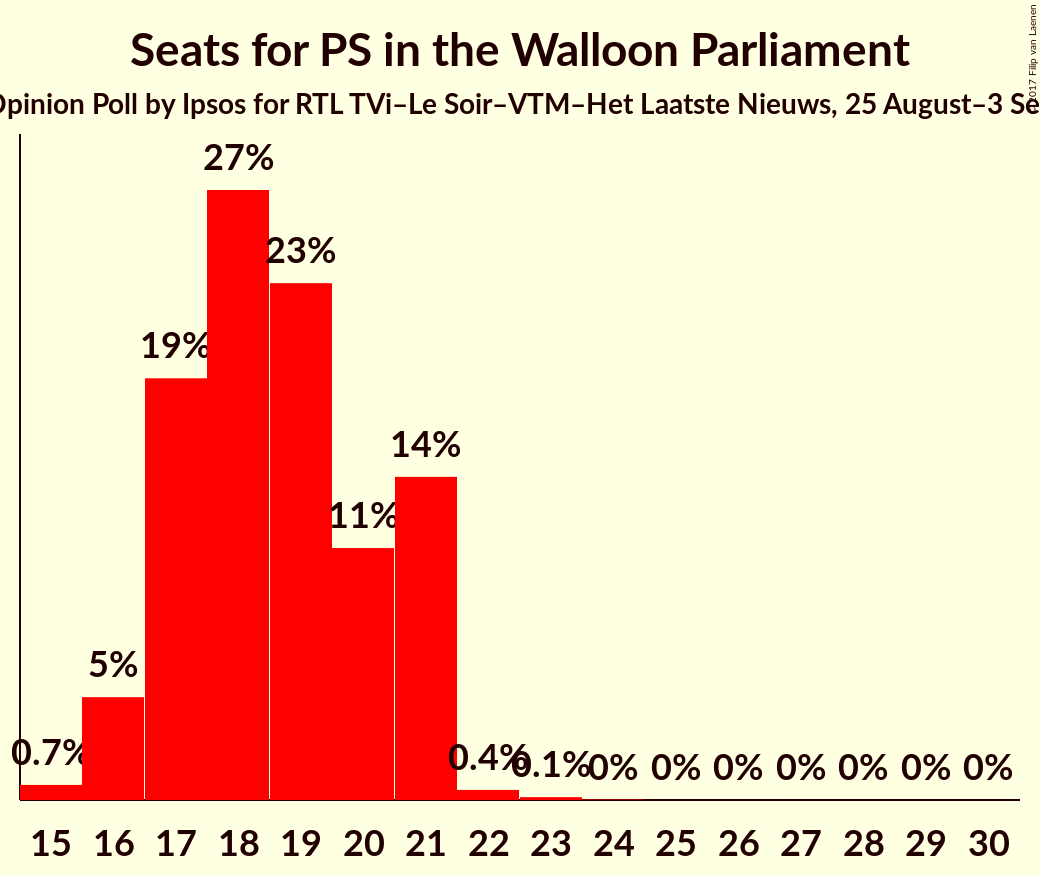 Seats for PS in the Walloon Parliament
Opinion Poll by Ipsos for RTL TVi–Le Soir–VTM–Het Laatste Nieuws, 25 August–3 Se
©2017 Filip van Laenen
27%
23%
19%
14%
11%
5%
0.7% 0.4% 0.1% 0% 0% 0% 0% 0% 0% 0%
15 16 17 18 19 20 21 22 23 24 25 26 27 28 29 30